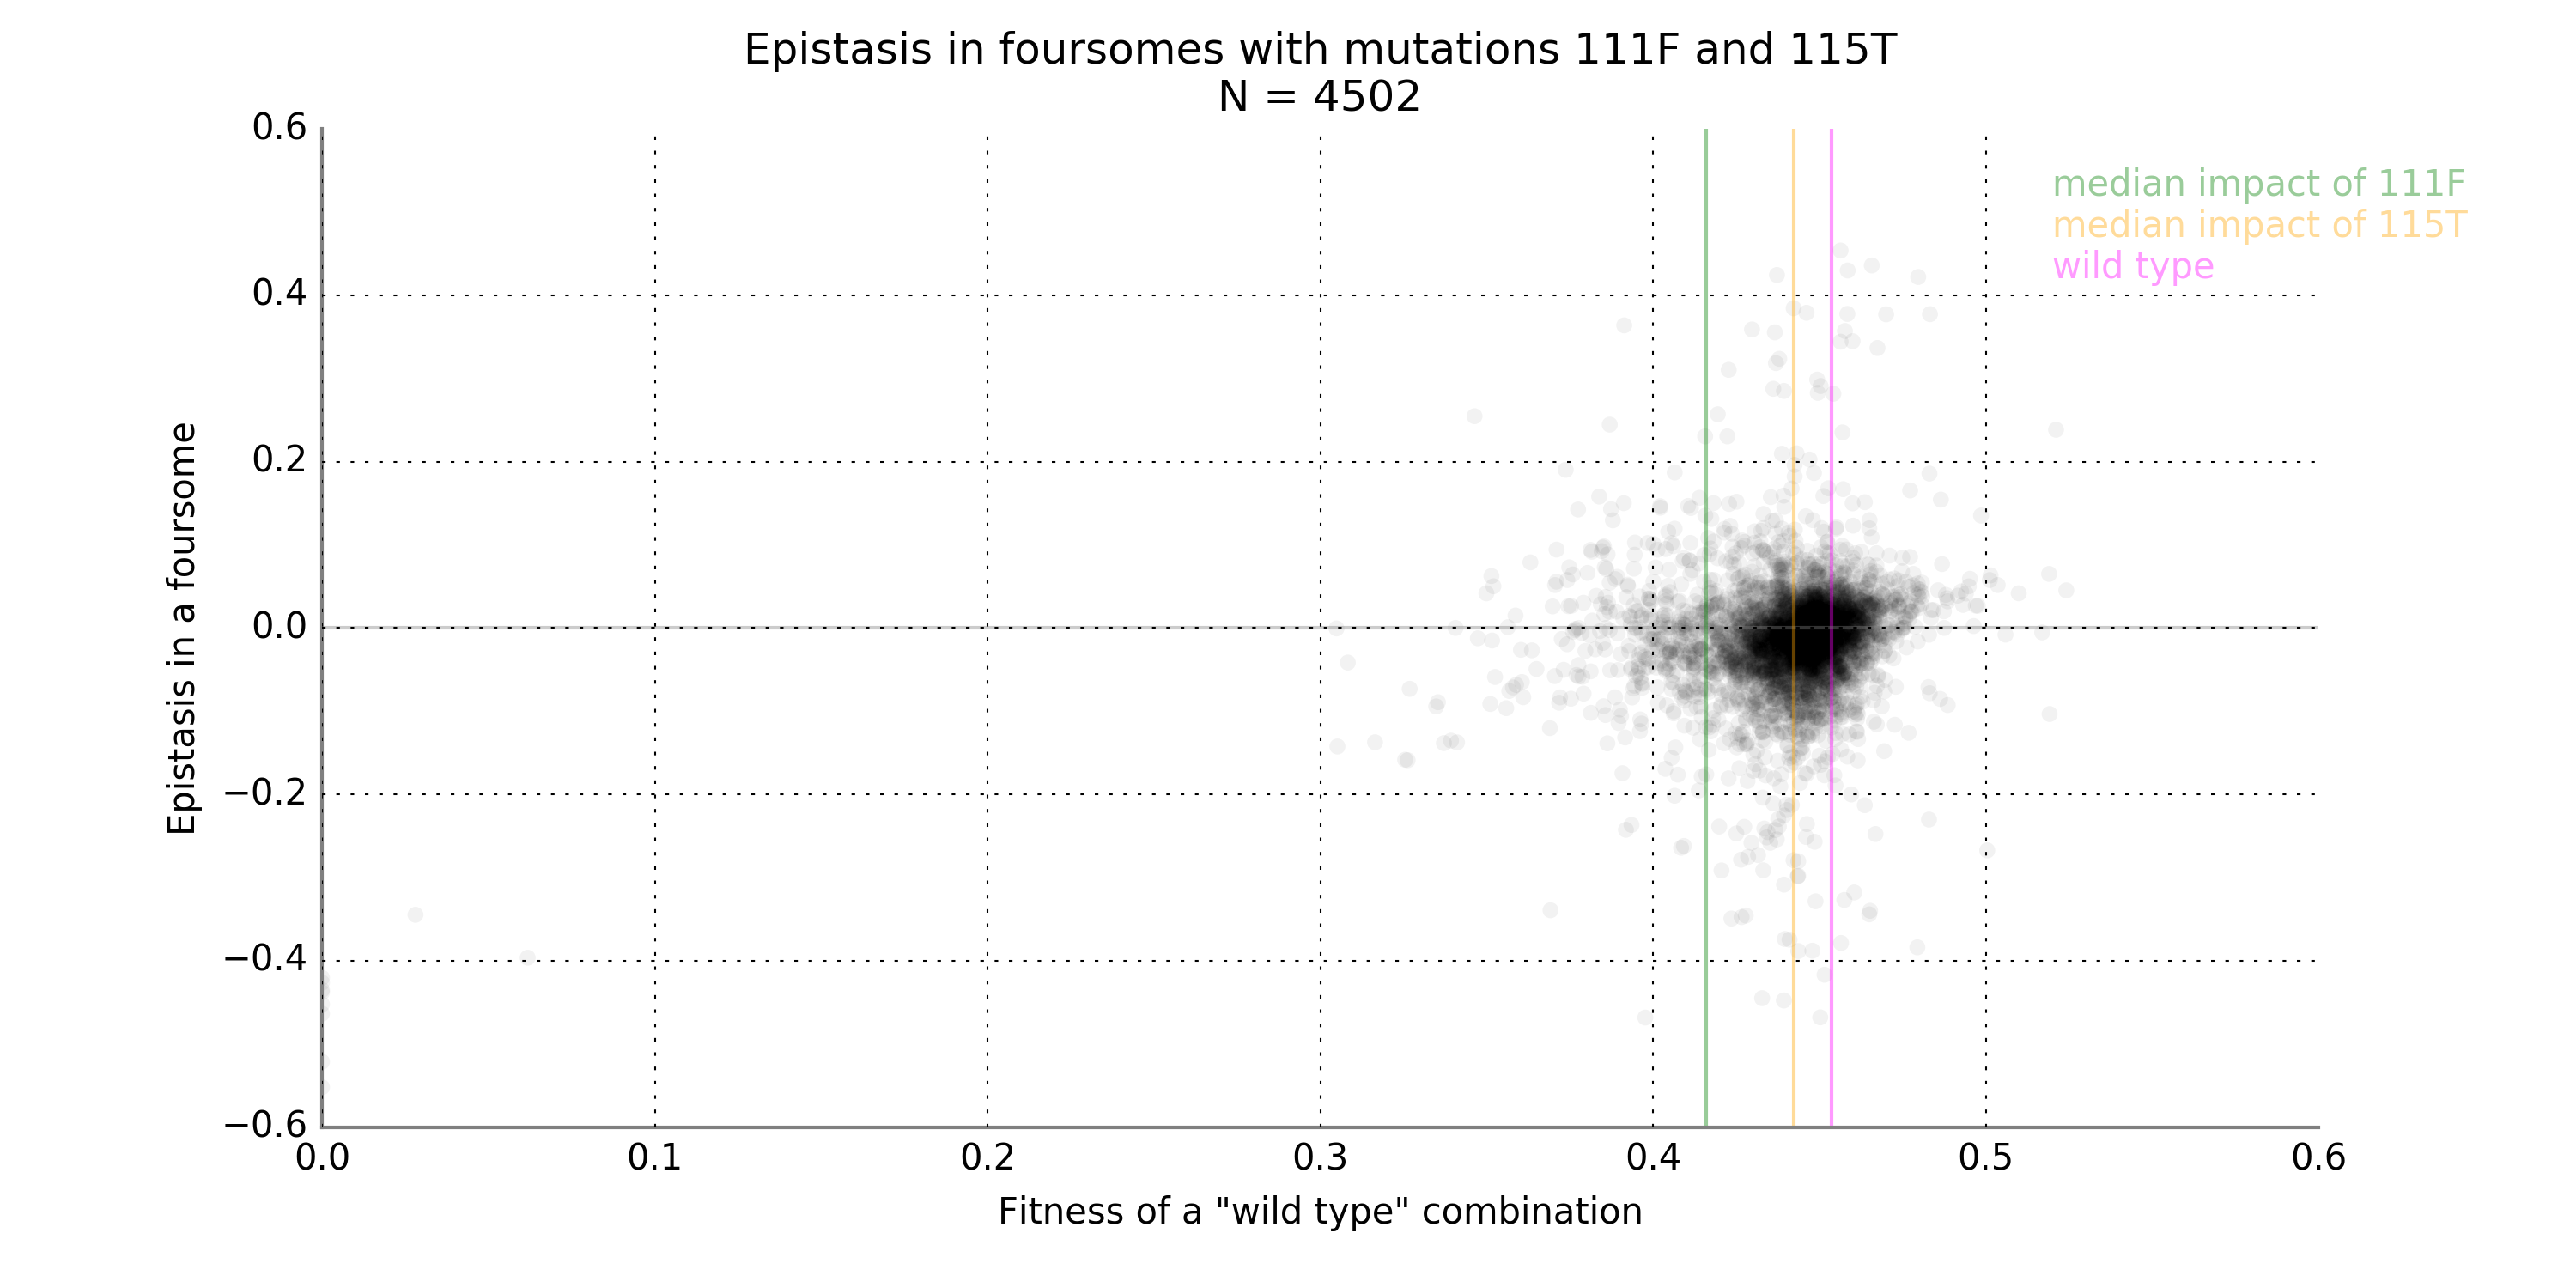 Epistasis in foursomes with mutations 111F and 115T
N = 4502
0.6
0.4
0.2
0.0
−0.2
−0.4
−0.6
Epistasis in a foursome
median impact of 111F
median impact of 115T
wild type
0.0 0.1 0.2 0.3 0.4 0.5 0.6
Fitness of a "wild type" combination